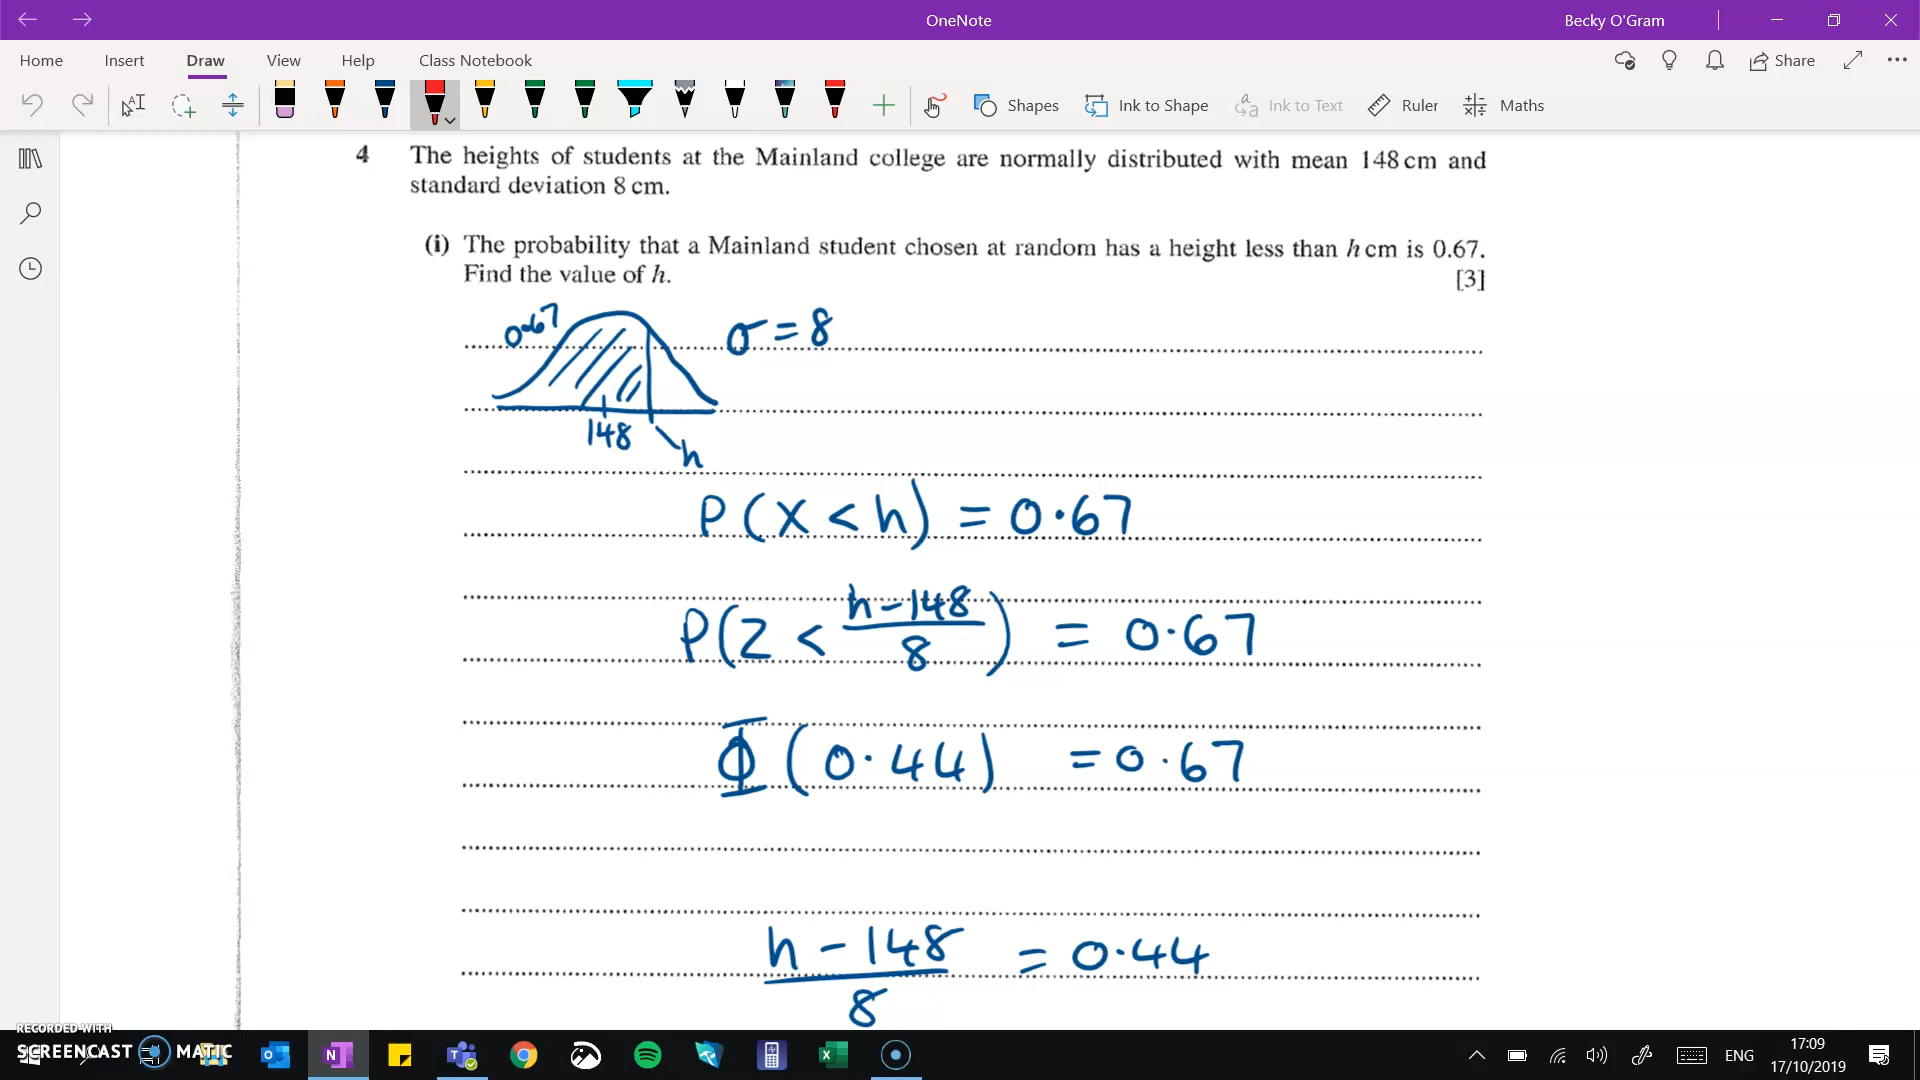 OneNote
Becky O'Gram
Home
Insert
Draw
View
Help
Class Notebook
Share
Shapes
Ink to Shape
Ink to Text
Ruler
Maths
4 The heights of students at the Mainland college are normally distributed with mean 148 cm and
standard deviation 8 cm.
(i) The probability that a Mainland student chosen at random has a height less than h cm is 0.67.
Find the value of h. [3]
0.67
σ = 8
148
h
P(X < h) = 0.67
P(Z < (h - 148)/8) = 0.67
Φ(0.44) = 0.67
(h - 148)/8 = 0.44
RECORDED WITH
SCREENCAST MATIC
ENG
17:09
17/10/2019